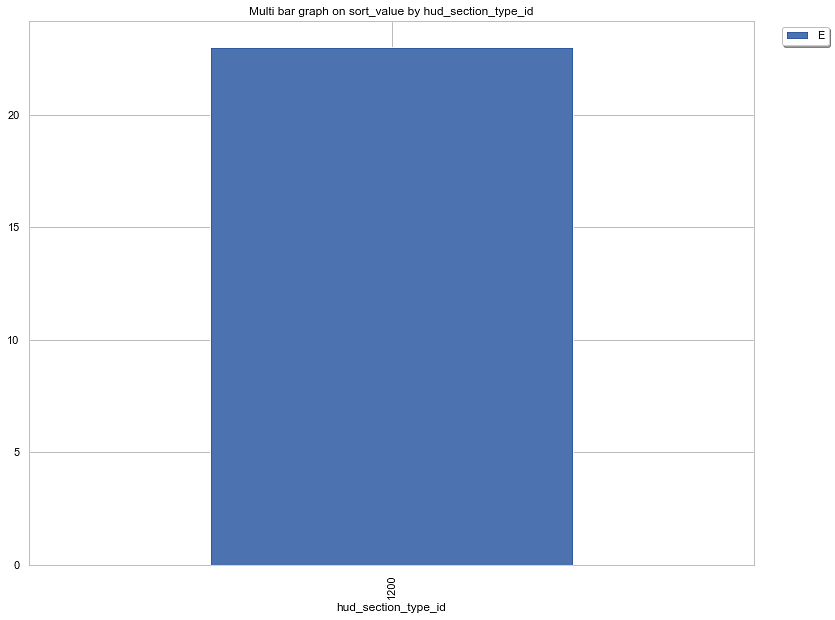 Multi bar graph on sort_value by hud_section_type_id
E
20
15
10
5
0
1200
hud_section_type_id